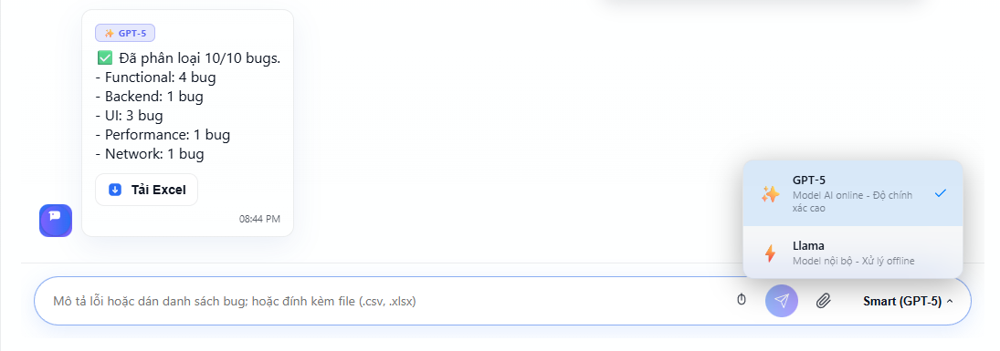 GPT-5
Đã phân loại 10/10 bugs.
- Functional: 4 bug
- Backend: 1 bug
- UI: 3 bug
- Performance: 1 bug
- Network: 1 bug
Tải Excel
08:44 PM
GPT-5
Model AI online - Độ chính
xác cao
Llama
Model nội bộ - Xử lý offline
Mô tả lỗi hoặc dán danh sách bug; hoặc đính kèm file (.csv, .xlsx)
Smart (GPT-5)